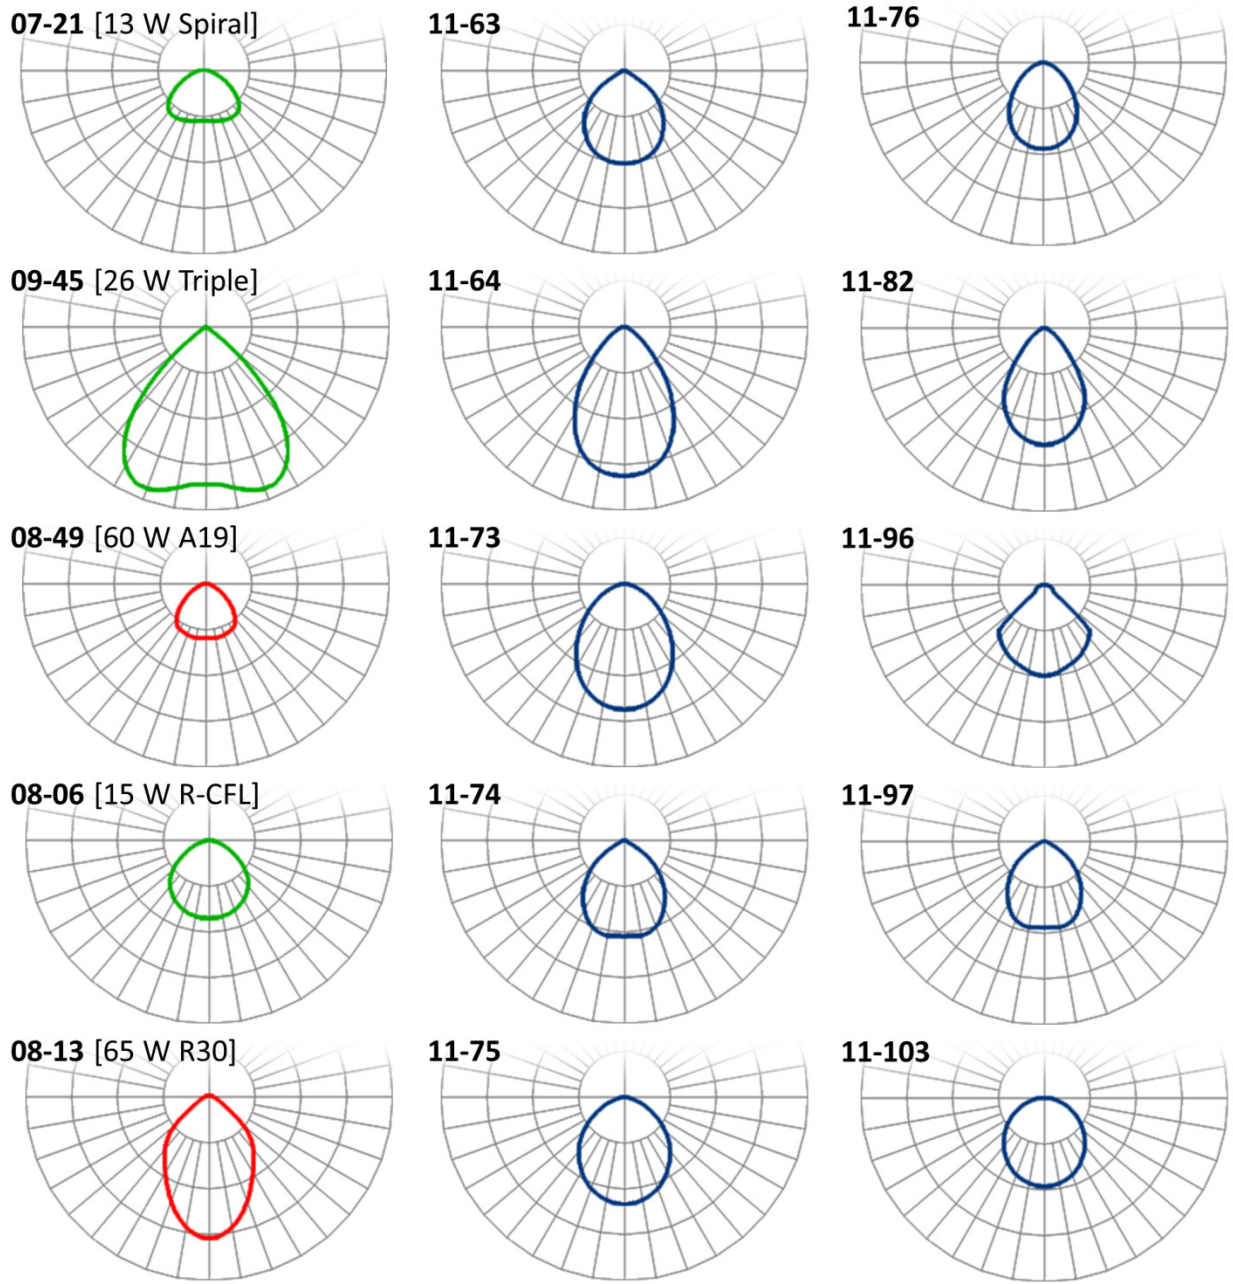 07-21 [13 W Spiral]
11-63
11-76
09-45 [26 W Triple]
11-64
11-82
08-49 [60 W A19]
11-73
11-96
08-06 [15 W R-CFL]
11-74
11-97
08-13 [65 W R30]
11-75
11-103